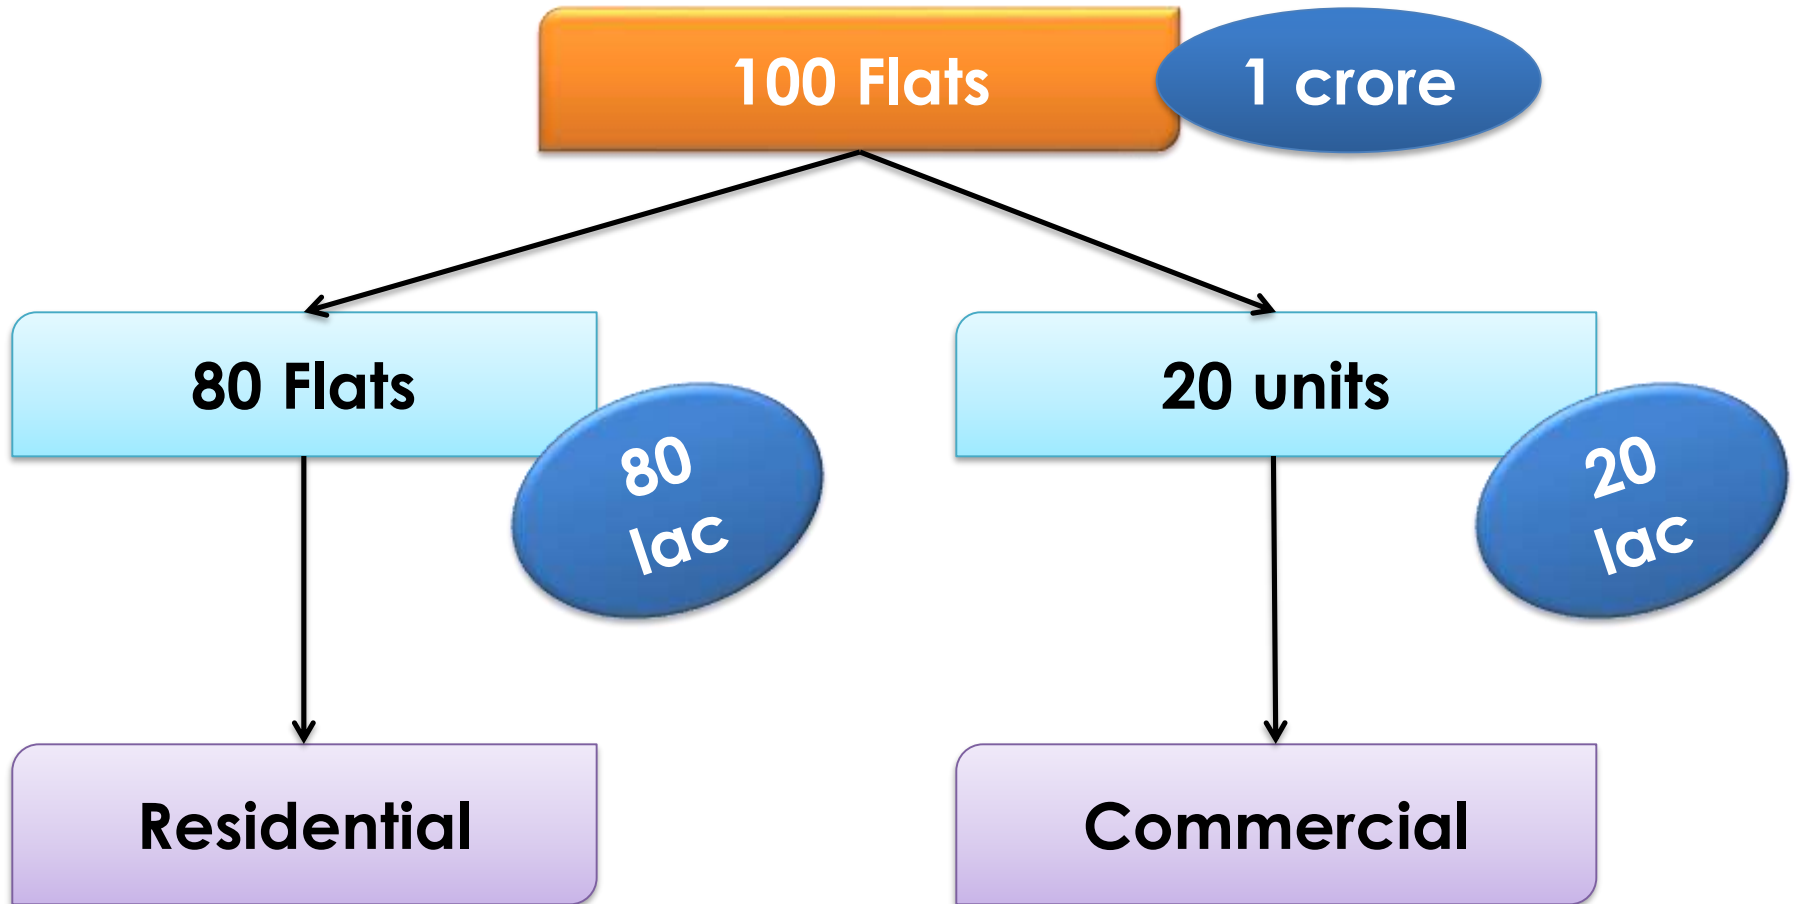 100 Flats
1 crore
80 Flats
80
lac
20 units
20
lac
Residential
Commercial